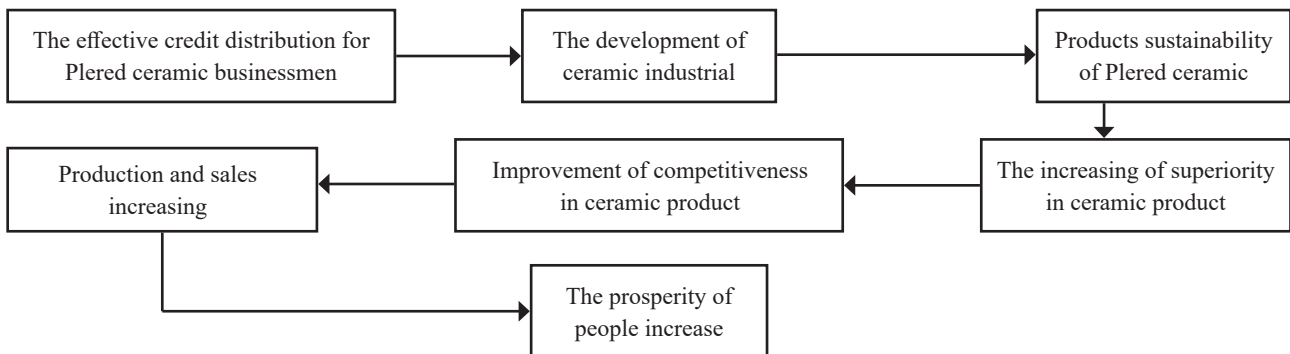 The effective credit distribution for
Plered ceramic businessmen
The development of
ceramic industrial
Products sustainability
of Plered ceramic
The increasing of superiority
in ceramic product
Improvement of competitiveness
in ceramic product
Production and sales
increasing
The prosperity of
people increase